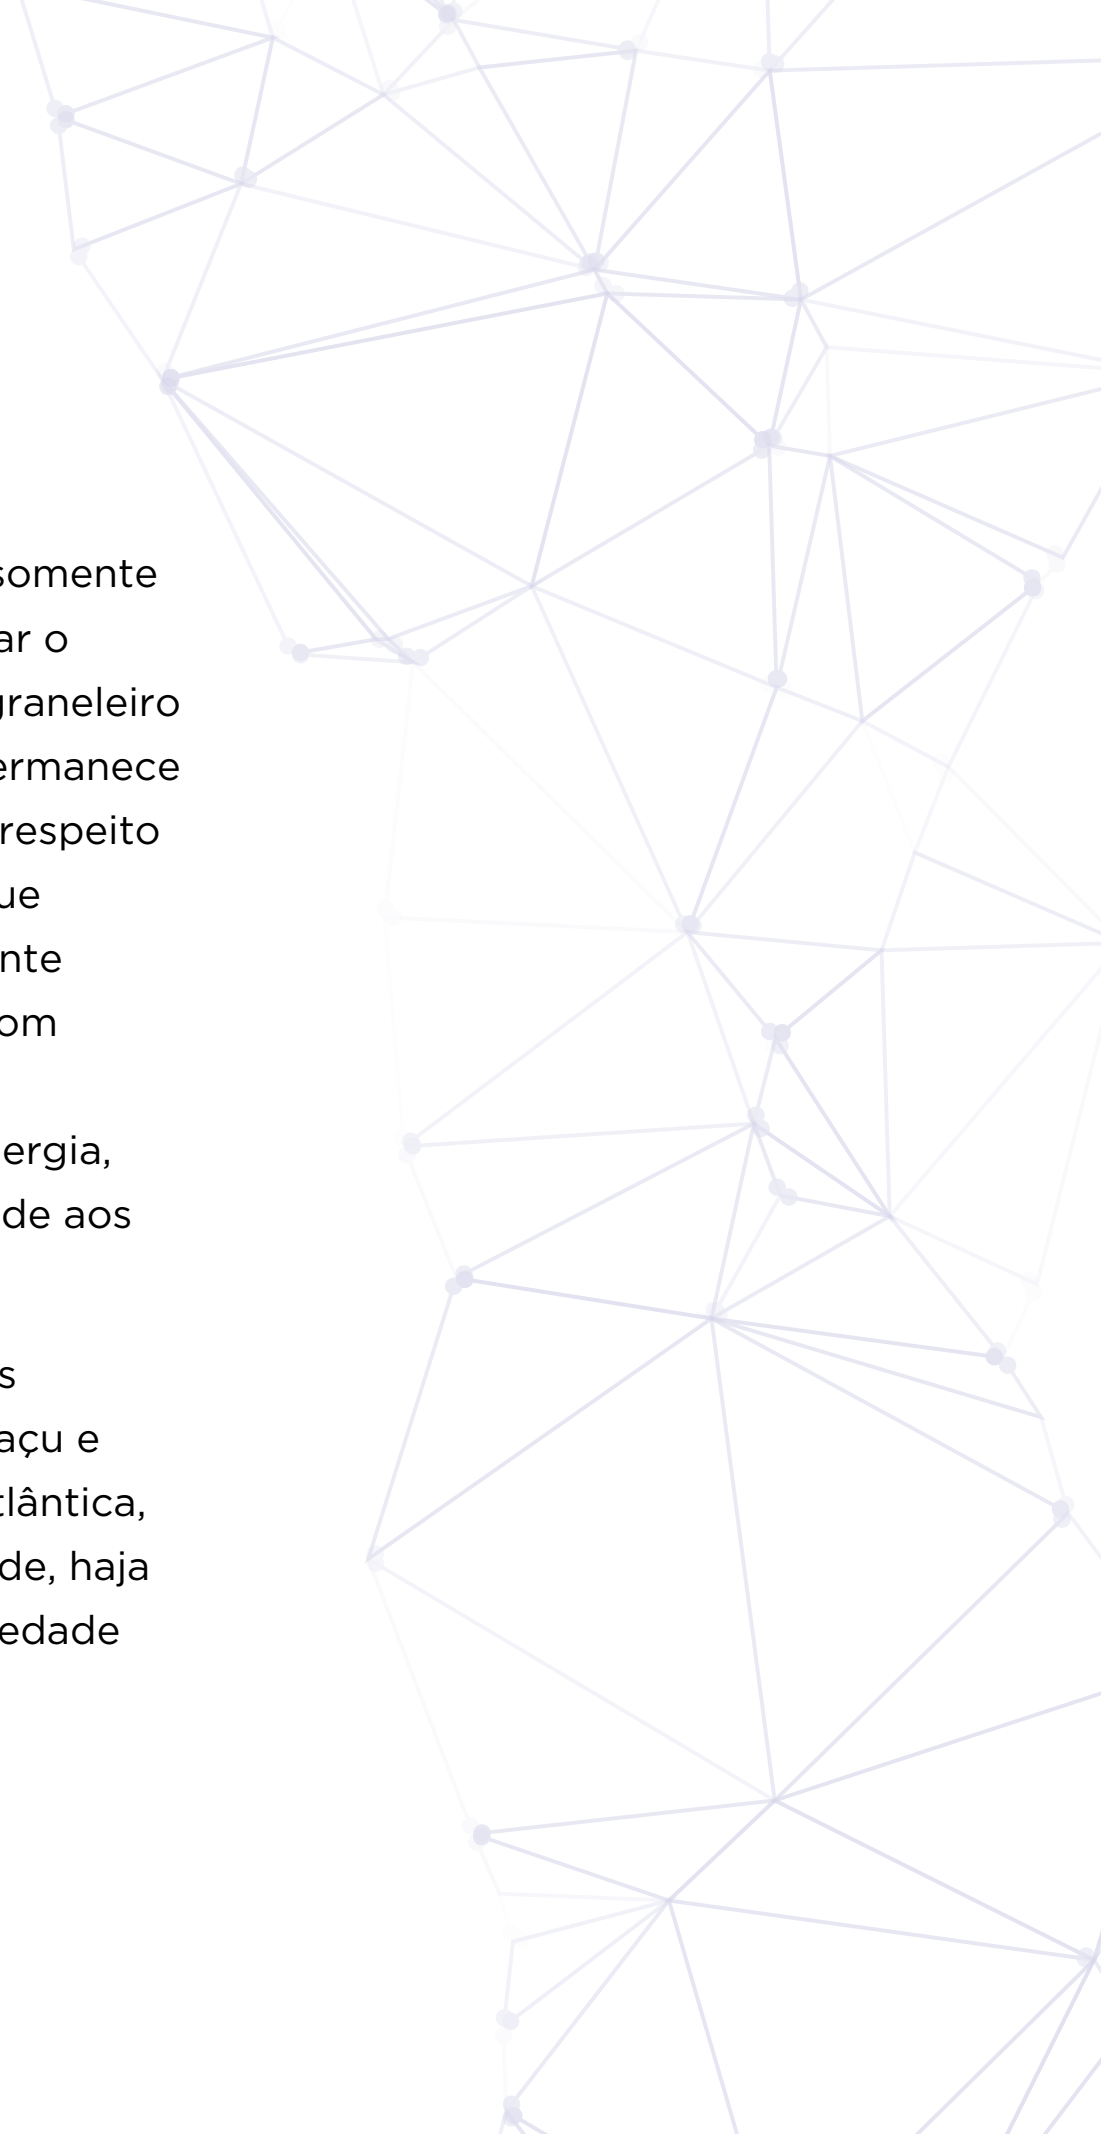 somente
ar o
graneleiro
ermanece
respeito
ue
nte
om
ergia,
de aos
s
açu e
tlântica,
de, haja
edade